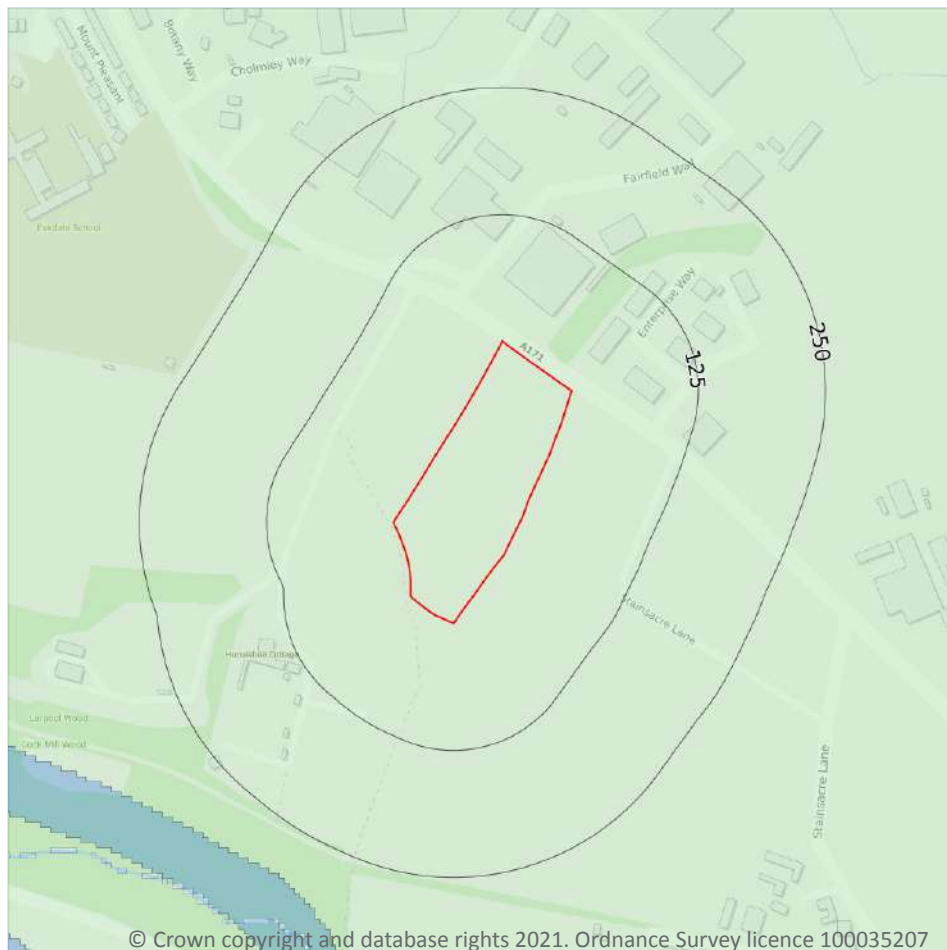 Mount Pleasant
Botany Way
Cholmley Way
Fairfield Way
Eskdale School
Enterprise Way
A171
250
125
Stainsacre Lane
Larpool Wood
Cock Mill Wood
Stainsacre Lane
© Crown copyright and database rights 2021. Ordnance Survey licence 100035207